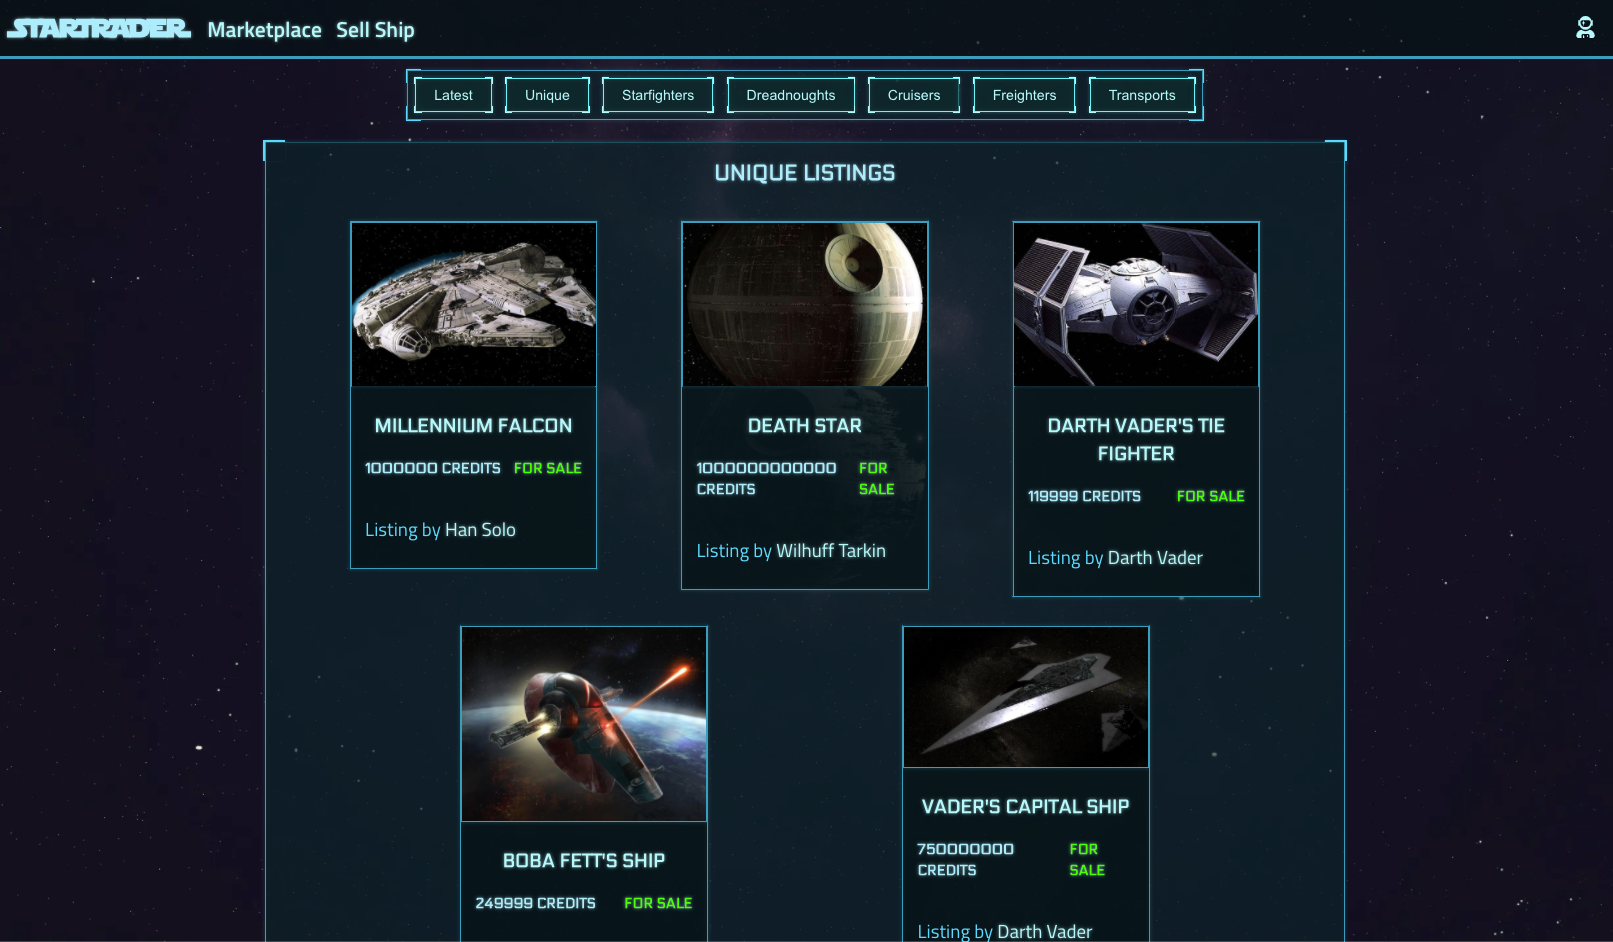 STARTRADER Marketplace Sell Ship
Latest Unique Starfighters Dreadnoughts Cruisers Freighters Transports
UNIQUE LISTINGS
MILLENNIUM FALCON
1000000 CREDITS FOR SALE
Listing by Han Solo
DEATH STAR
1000000000000 FOR
CREDITS SALE
Listing by Wilhuff Tarkin
DARTH VADER'S TIE
FIGHTER
119999 CREDITS FOR SALE
Listing by Darth Vader
BOBA FETT'S SHIP
249999 CREDITS FOR SALE
VADER'S CAPITAL SHIP
750000000 FOR
CREDITS SALE
Listing by Darth Vader